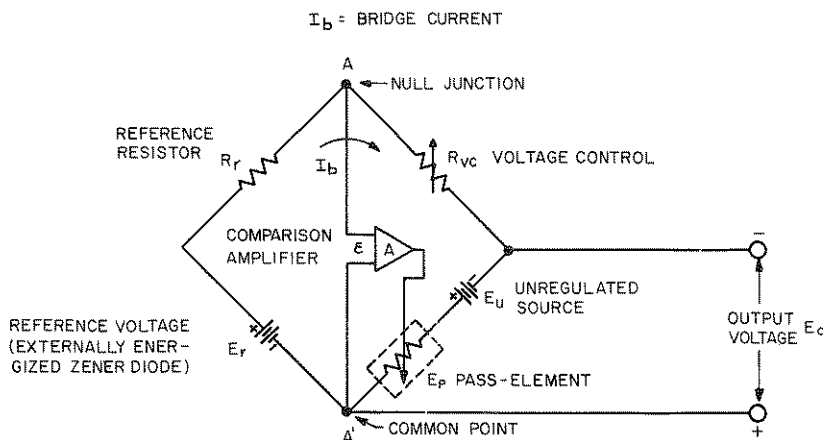 I b = BRIDGE CURRENT
A
NULL JUNCTION
REFERENCE
RESISTOR
Rr
Ib
RVC VOLTAGE CONTROL
COMPARISON
AMPLIFIER
ε
A
−
− 
EU UNREGULATED
SOURCE
+
REFERENCE VOLTAGE
(EXTERNALLY ENER-
GIZED ZENER DIODE)
+
Er
EP PASS-ELEMENT
OUTPUT
VOLTAGE Eo
A'
COMMON POINT
+